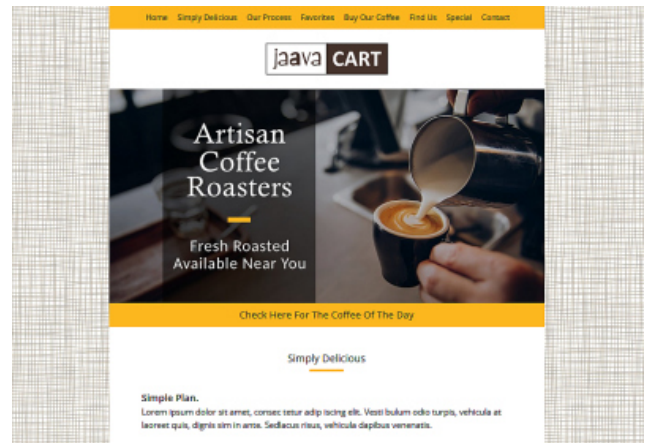 Home Simply Delicious Our Process Favorites Buy Our Coffee Find Us Special Contact
jaava CART
Artisan
Coffee
Roasters
Fresh Roasted
Available Near You
Check Here For The Coffee Of The Day
Simply Delicious
Simple Plan.
Lorem ipsum dolor sit amet, consec tetur adip iscing elit. Vesti bulum odio turpis, vehicula at
laoreet quis, dignis sim in ante. Sedlacus risus, vehicula dapibus venenatis.